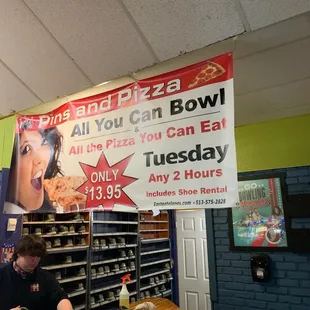 Pins and Pizza
All You Can Bowl
&
All the Pizza You Can Eat
ONLY
$13.95
Tuesday
Any 2 Hours
Includes Shoe Rental
BOWLING